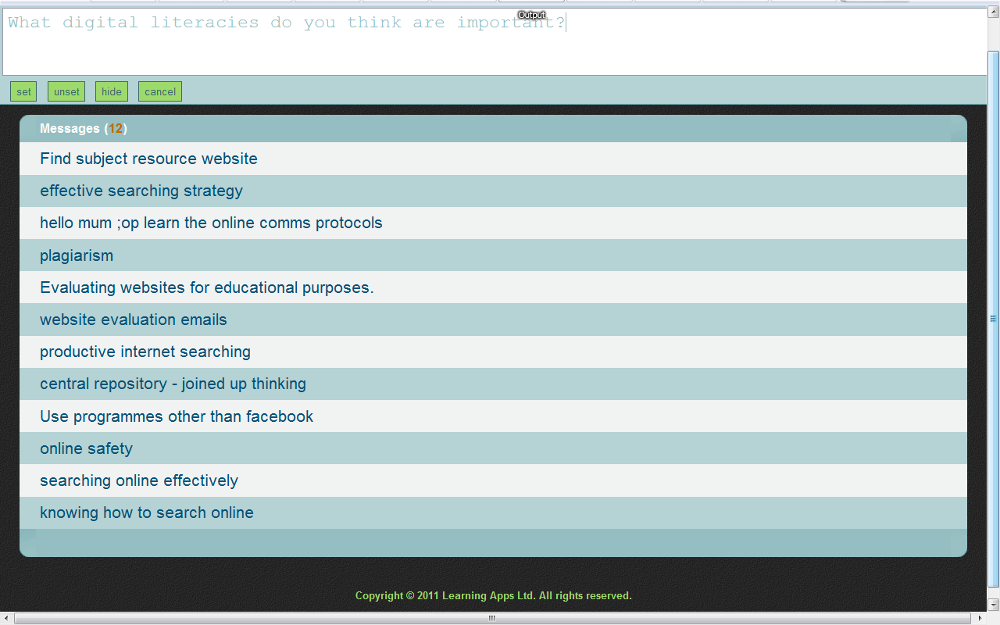 Output
What digital literacies do you think are important?
set unset hide cancel
Messages (12)
Find subject resource website
effective searching strategy
hello mum ;op learn the online comms protocols
plagiarism
Evaluating websites for educational purposes.
website evaluation emails
productive internet searching
central repository - joined up thinking
Use programmes other than facebook
online safety
searching online effectively
knowing how to search online
Copyright © 2011 Learning Apps Ltd. All rights reserved.